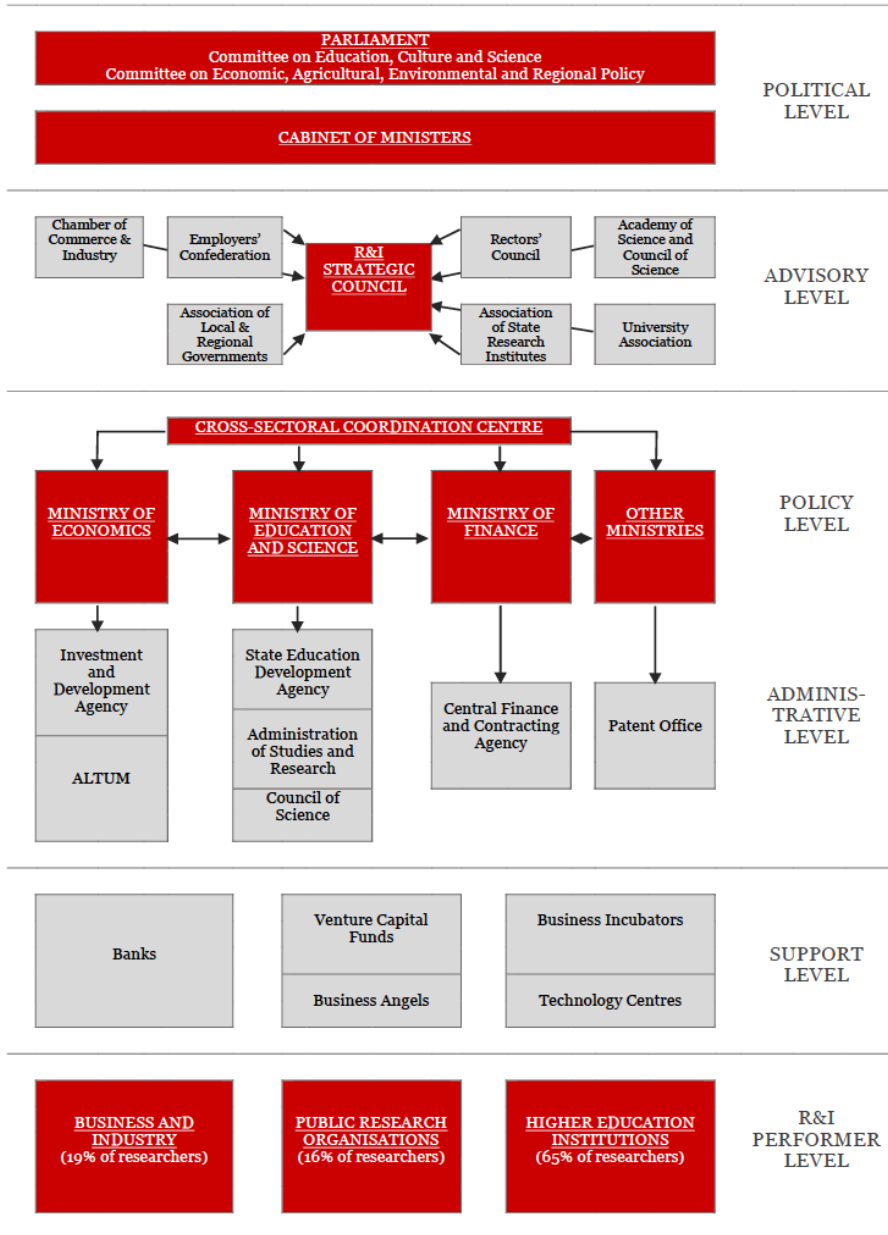 PARLIAMENT
Committee on Education, Culture and Science
Committee on Economic, Agricultural, Environmental and Regional Policy
CABINET OF MINISTERS
POLITICAL
LEVEL
Chamber of
Commerce &
Industry
Employers'
Confederation
R&I
STRATEGIC
COUNCIL
Rectors'
Council
Academy of
Science and
Council of
Science
Association of
Local &
Regional
Governments
Association
of State
Research
Institutes
University
Association
ADVISORY
LEVEL
CROSS-SECTORAL COORDINATION CENTRE
MINISTRY OF
ECONOMICS
MINISTRY OF
EDUCATION
AND SCIENCE
MINISTRY OF
FINANCE
OTHER
MINISTRIES
POLICY
LEVEL
Investment
and
Development
Agency
ALTUM
State Education
Development
Agency
Administration
of Studies and
Research
Council of
Science
Central Finance
and Contracting
Agency
Patent Office
ADMINIS-
TRATIVE
LEVEL
Banks
Venture Capital
Funds
Business Angels
Business Incubators
Technology Centres
SUPPORT
LEVEL
BUSINESS AND
INDUSTRY
(19% of researchers)
PUBLIC RESEARCH
ORGANISATIONS
(16% of researchers)
HIGHER EDUCATION
INSTITUTIONS
(65% of researchers)
R&I
PERFORMER
LEVEL